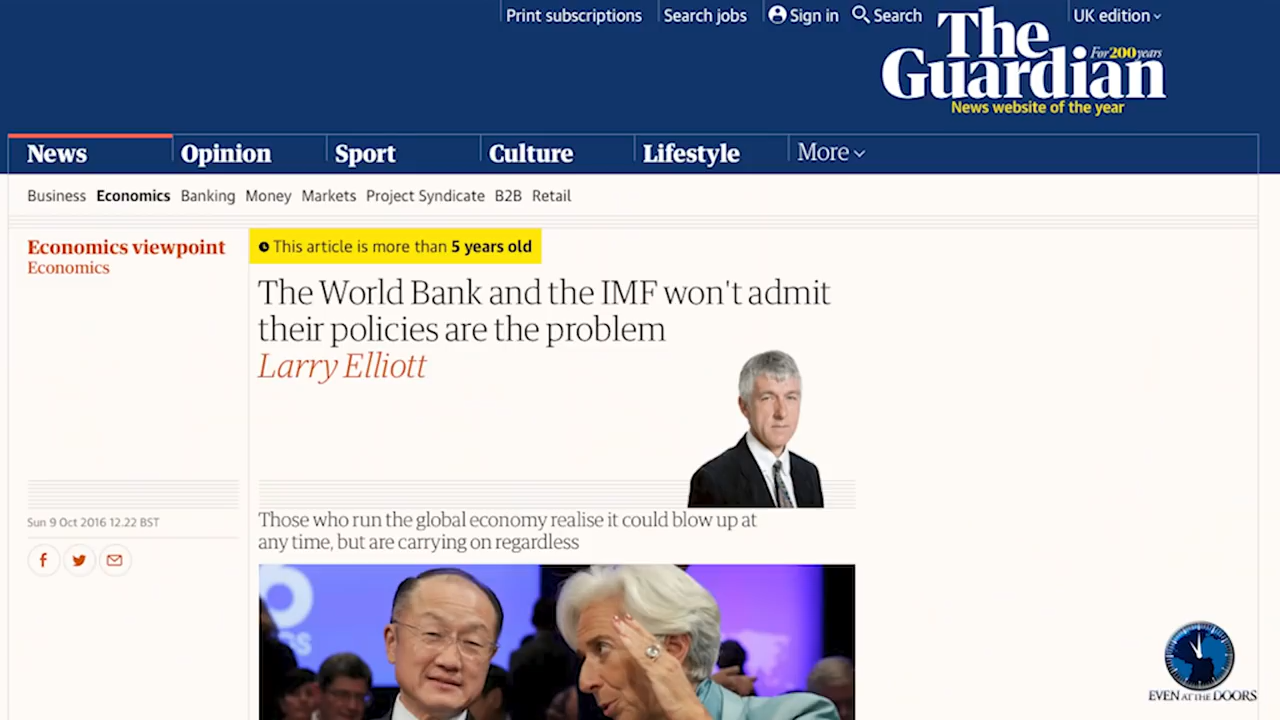 Print subscriptions
Search jobs
Sign in
Search
UK edition
The
Guardian
For 200 years
News website of the year
News
Opinion
Sport
Culture
Lifestyle
More
Business Economics Banking Money Markets Project Syndicate B2B Retail
Economics viewpoint
Economics
This article is more than 5 years old
The World Bank and the IMF won't admit
their policies are the problem
Larry Elliott
Sun 9 Oct 2016 12.22 BST
Those who run the global economy realise it could blow up at
any time, but are carrying on regardless
GS
EVEN AT THE DOORS